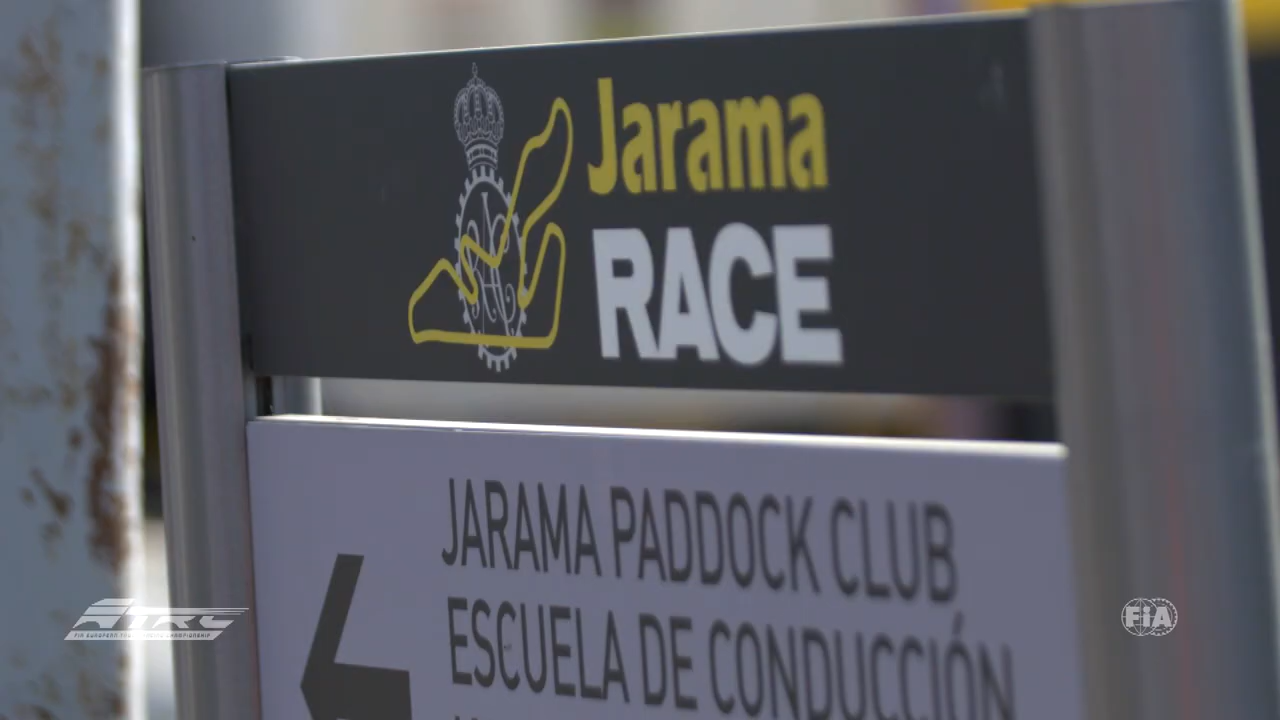 Jarama
RACE
JARAMA PADDOCK CLUB
ESCUELA DE CONDUCCIÓN
FIA